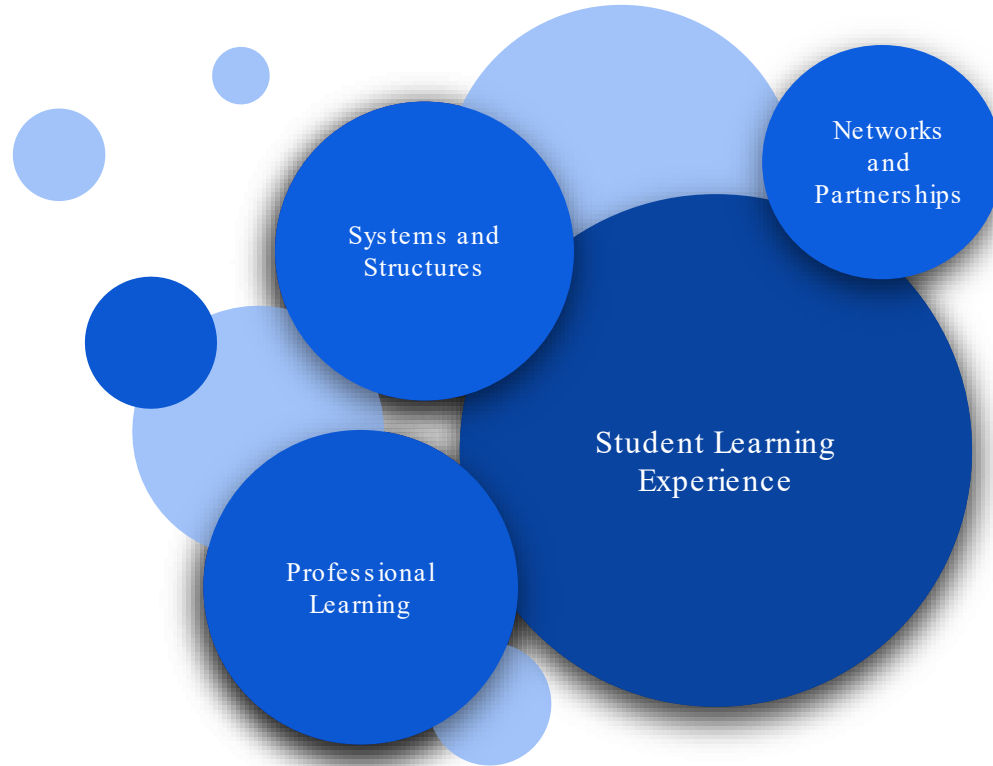 Networks
and
Partnerships
Systems and
Structures
Student Learning
Experience
Professional
Learning